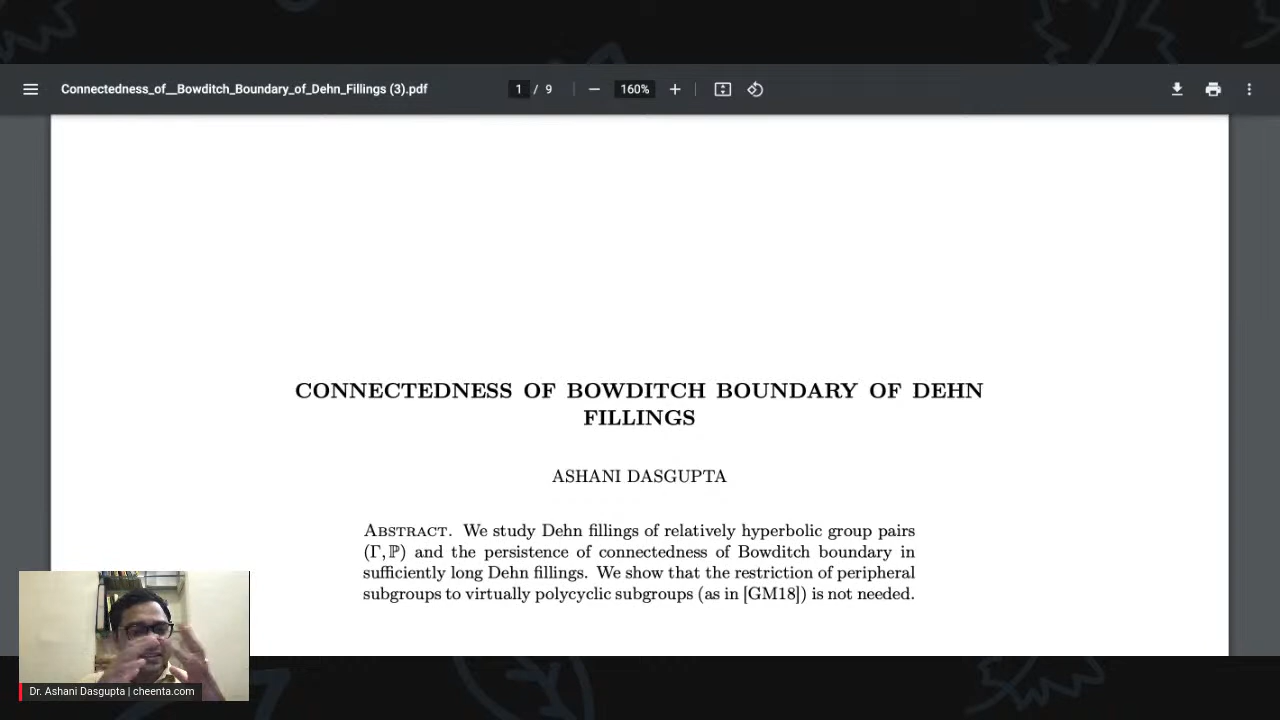 Connectedness_of__Bowditch_Boundary_of_Dehn_Fillings (3).pdf
1 / 9
160%
CONNECTEDNESS OF BOWDITCH BOUNDARY OF DEHN
FILLINGS
ASHANI DASGUPTA
ABSTRACT. We study Dehn fillings of relatively hyperbolic group pairs
(Γ, ℙ) and the persistence of connectedness of Bowditch boundary in
sufficiently long Dehn fillings. We show that the restriction of peripheral
subgroups to virtually polycyclic subgroups (as in [GM18]) is not needed.
Dr. Ashani Dasgupta | cheenta.com